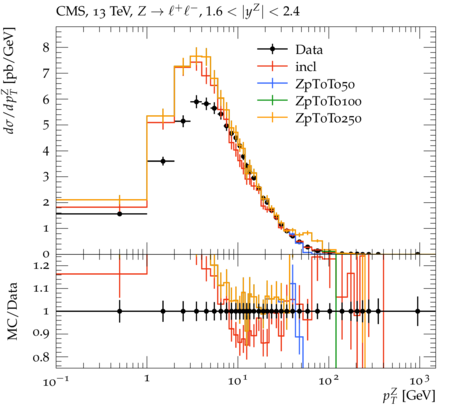 CMS, 13 TeV, Z → ℓ⁺ℓ⁻, 1.6 < |y^Z| < 2.4
dσ/dp_T^Z [pb/GeV]
8
7
6
5
4
3
2
1
0
Data
incl
ZpToTo50
ZpToTo100
ZpToTo250
MC/Data
1.2
1.1
1
0.9
0.8
10⁻¹
1
10¹
10²
10³
p_T^Z [GeV]